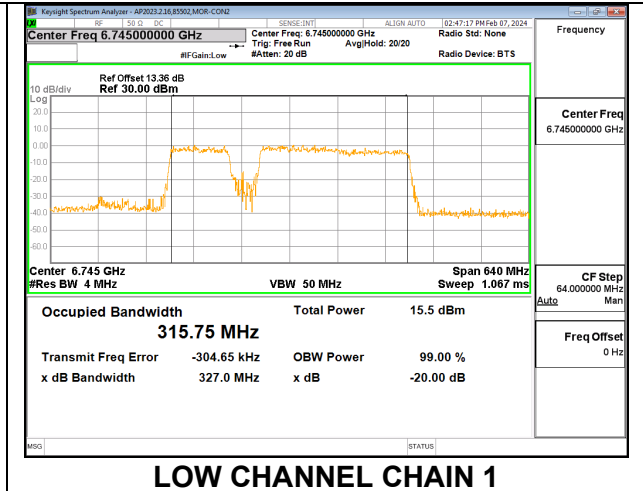 Keysight Spectrum Analyzer - AP2023.2.16,85502,MOR-CON2
RF 50 Ω DC SENSE:INT ALIGN AUTO 02:47:17 PM Feb 07, 2024
Center Freq 6.745000000 GHz
Center Freq: 6.745000000 GHz
Radio Std: None
Trig: Free Run Avg|Hold: 20/20
#IFGain:Low #Atten: 20 dB Radio Device: BTS
Frequency
Ref Offset 13.36 dB
10 dB/div Ref 30.00 dBm
Log
20.0
10.0
0.00
-10.0
-20.0
-30.0
-40.0
-50.0
-60.0
Center 6.745 GHz Span 640 MHz
#Res BW 4 MHz VBW 50 MHz Sweep 1.067 ms
Occupied Bandwidth Total Power 15.5 dBm
315.75 MHz
Transmit Freq Error -304.65 kHz OBW Power 99.00 %
x dB Bandwidth 327.0 MHz x dB -20.00 dB
Center Freq
6.745000000 GHz
CF Step
64.000000 MHz
Auto Man
Freq Offset
0 Hz
MSG STATUS
LOW CHANNEL CHAIN 1